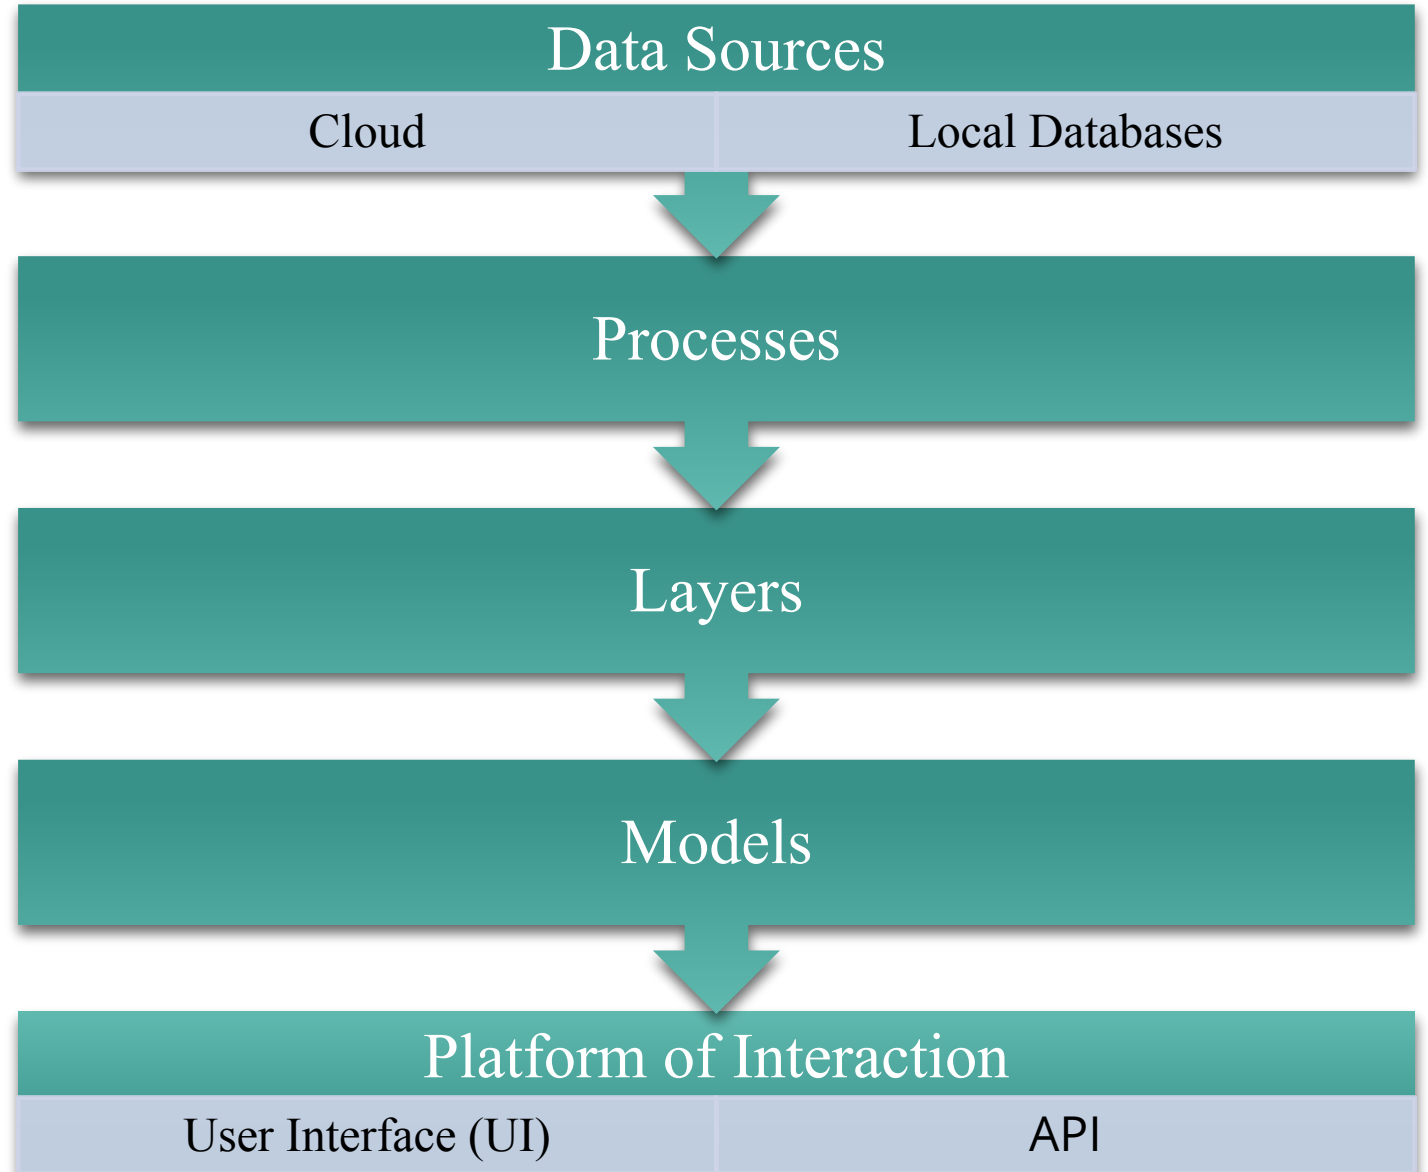 Data Sources
Cloud
Local Databases
Processes
Layers
Models
Platform of Interaction
User Interface (UI)
API